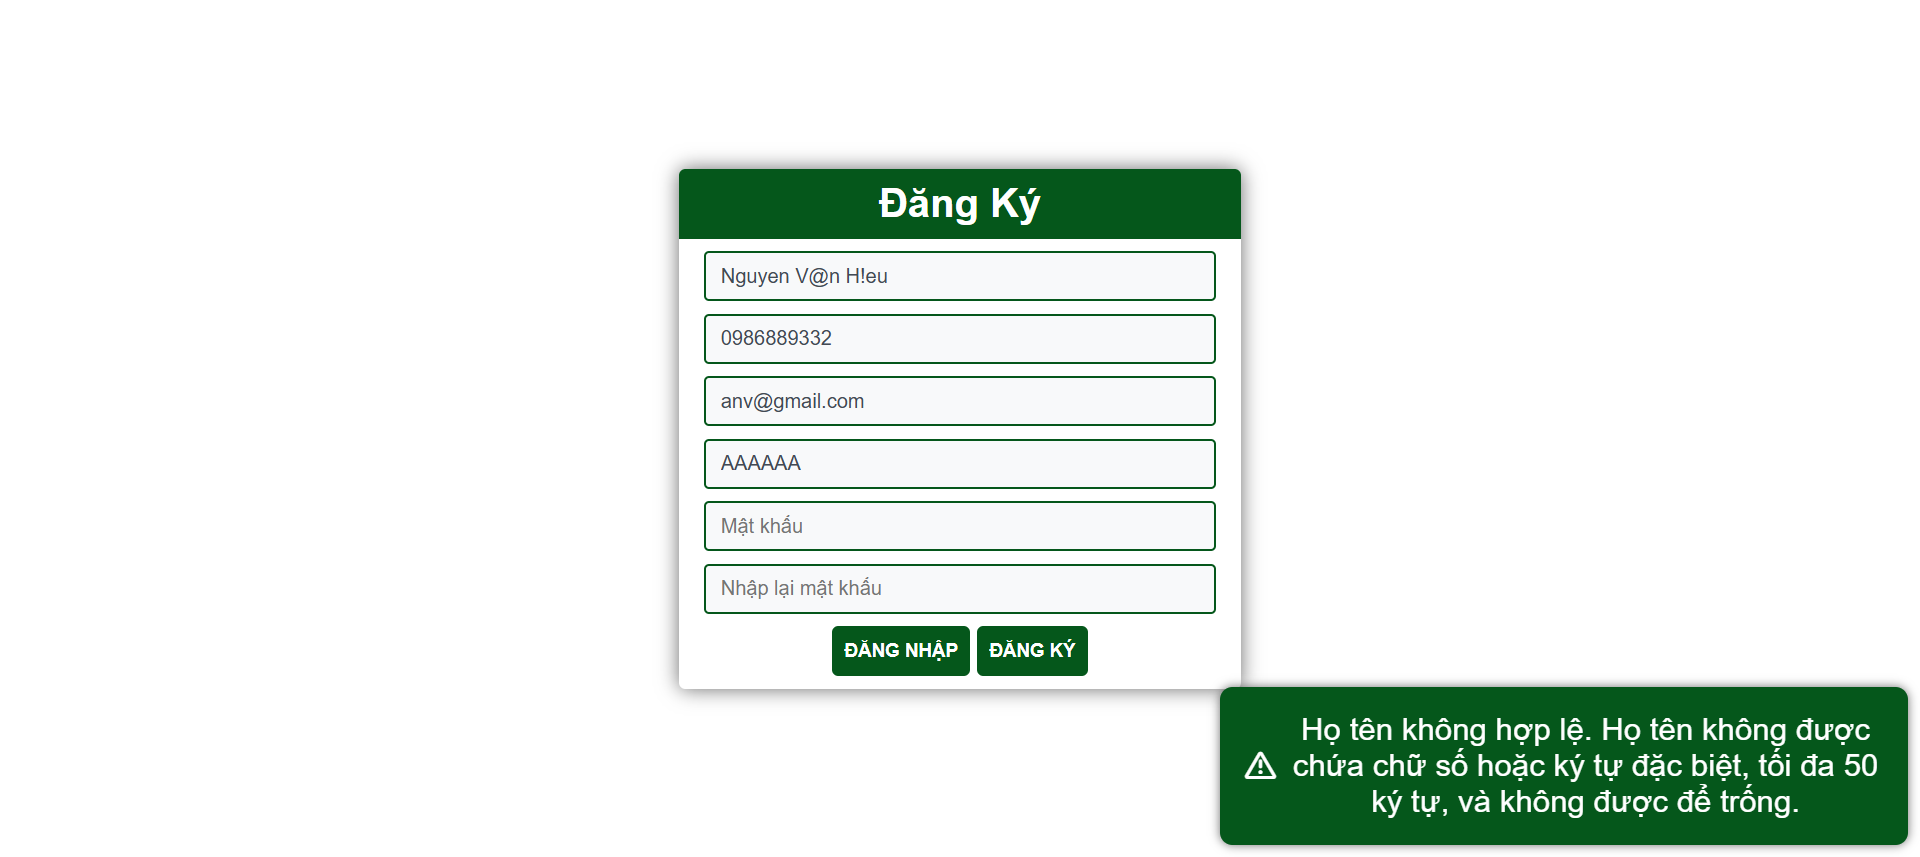 Đăng Ký
Nguyen V@n H!eu
0986889332
anv@gmail.com
AAAAAA
Mật khẩu
Nhập lại mật khẩu
ĐĂNG NHẬP ĐĂNG KÝ
Họ tên không hợp lệ. Họ tên không được
chứa chữ số hoặc ký tự đặc biệt, tối đa 50
ký tự, và không được để trống.